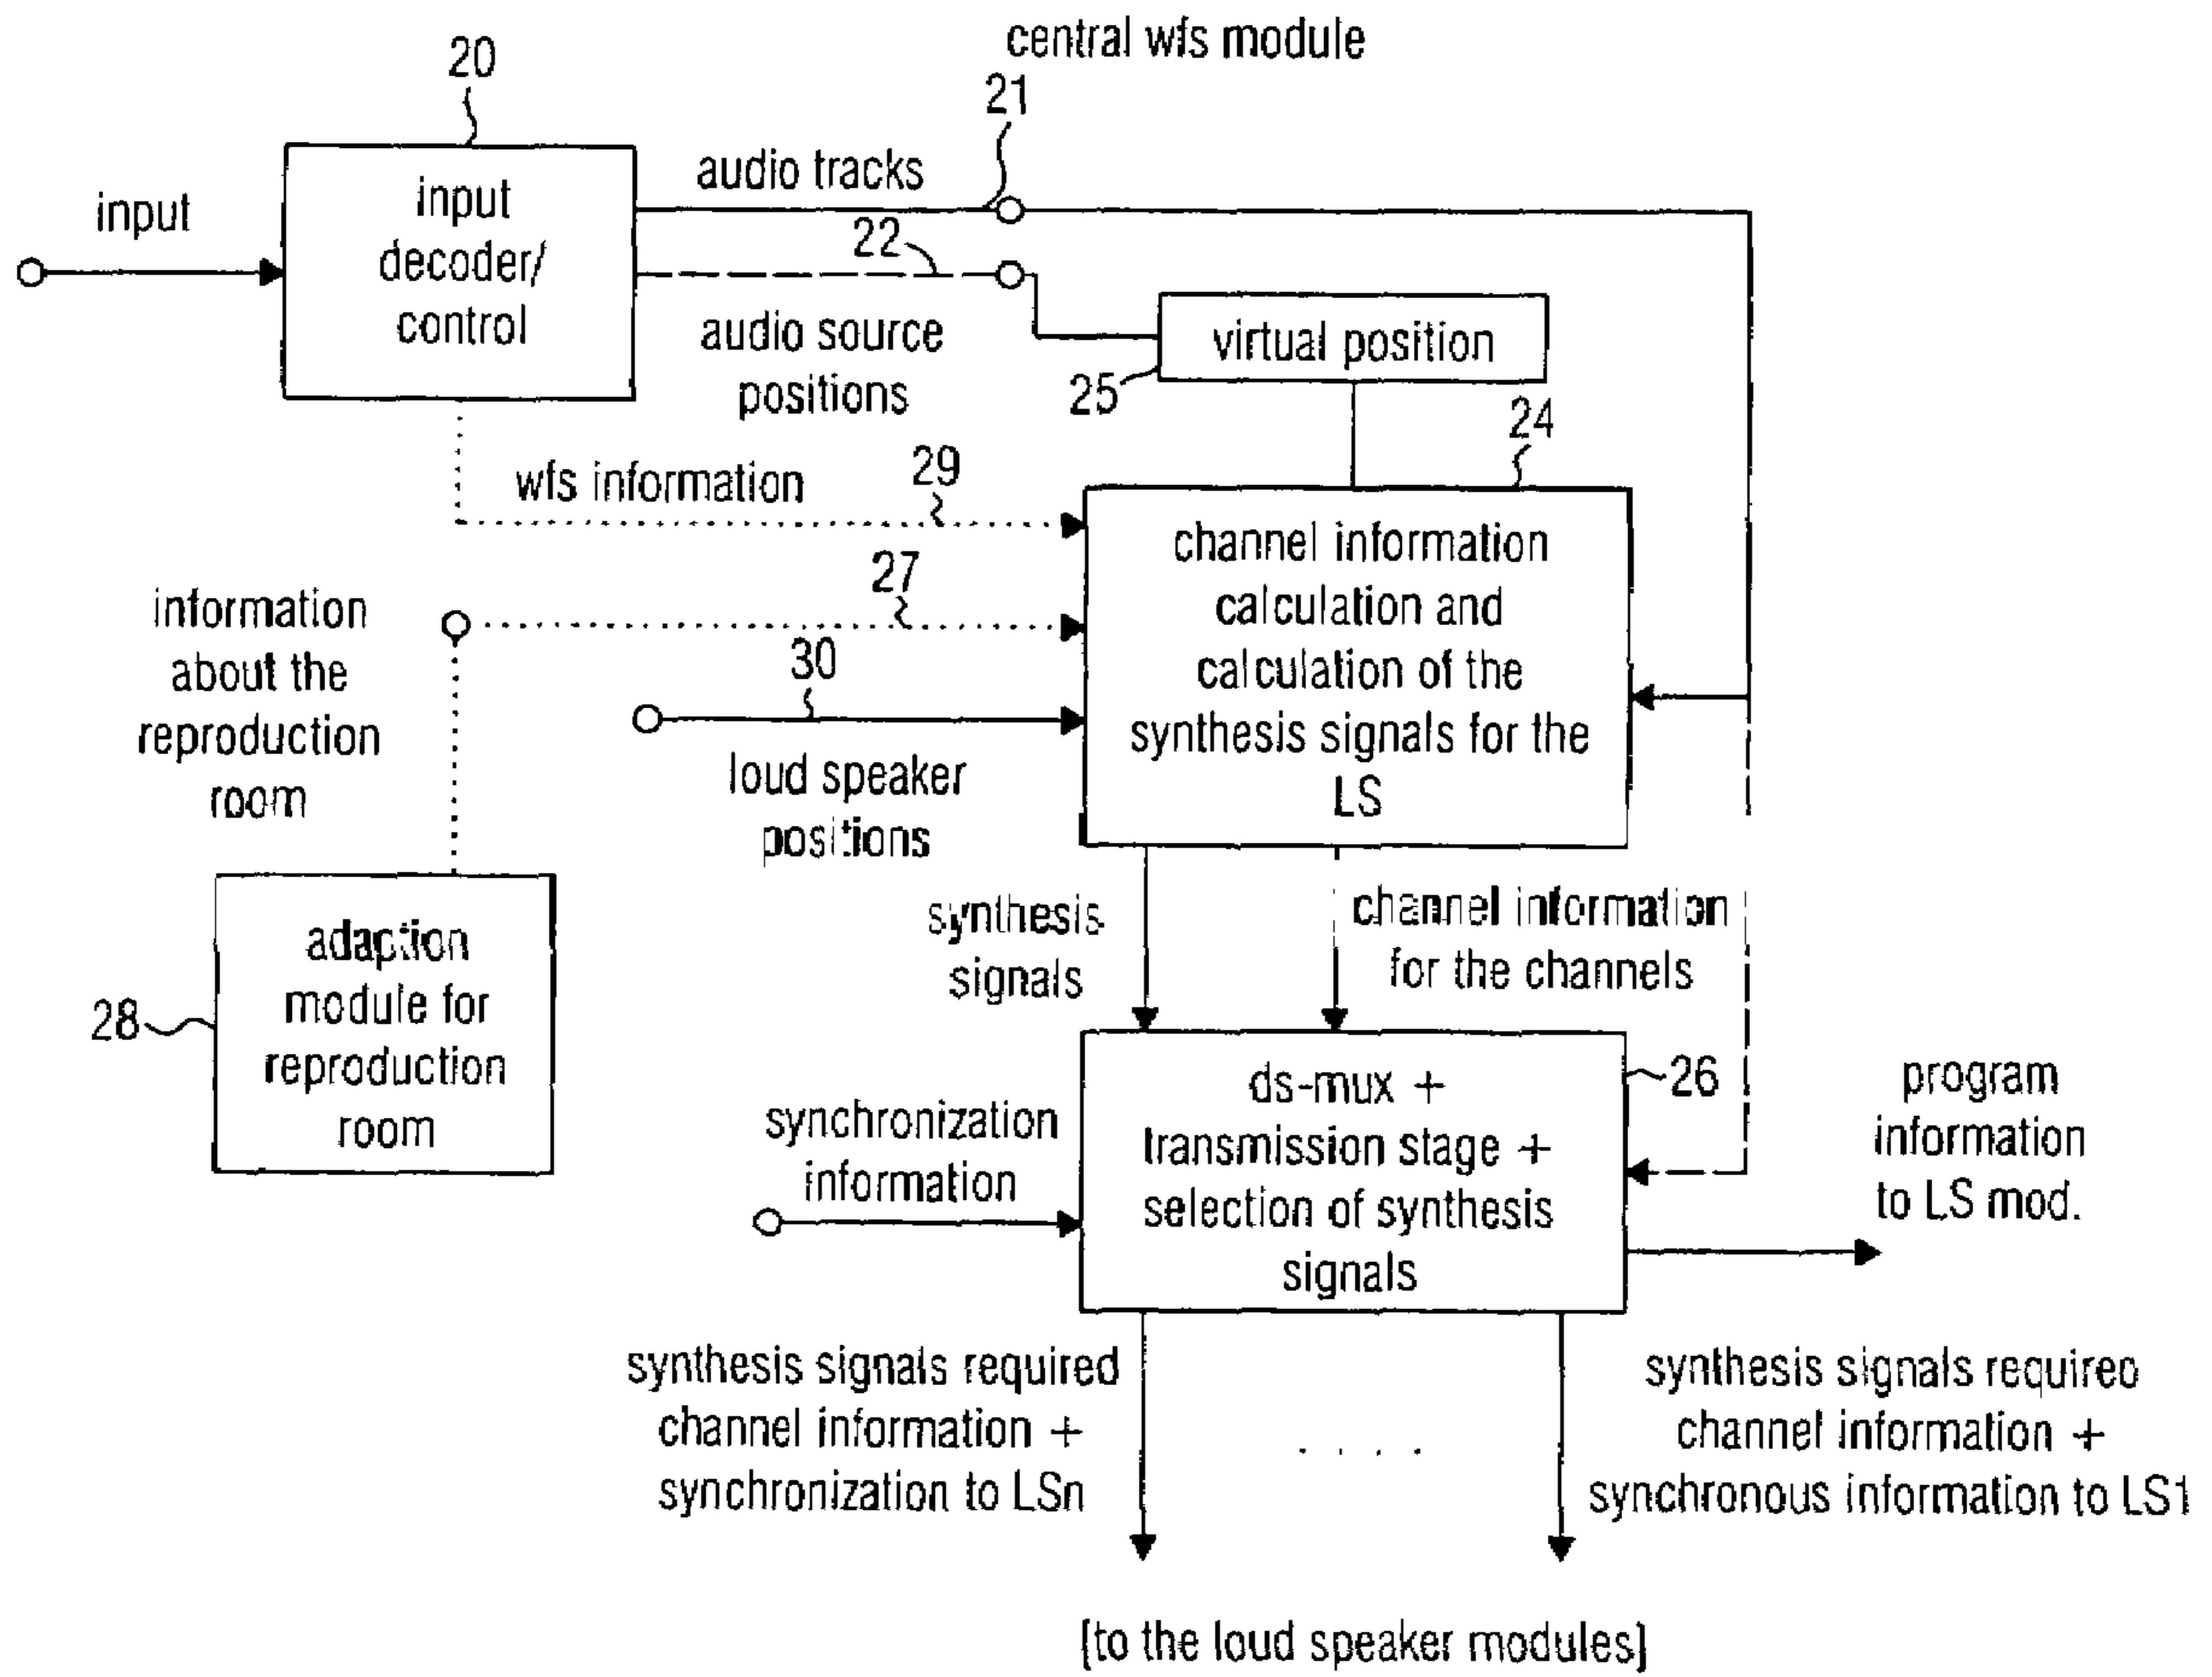 central wfs module
20
21
input
input
decoder/
control
audio tracks
22
audio source
positions
virtual position
25
24
wfs information
29
27
information
about the
reproduction
room
30
loud speaker
positions
channel information
calculation and
calculation of the
synthesis signals for the
LS
synthesis
signals
channel information
for the channels
adaption
module for
reproduction
room
28
synchronization
information
ds-mux +
transmission stage +
selection of synthesis
signals
26
program
information
to LS mod.
synthesis signals required
channel information +
synchronization to LSn
. . . .
synthesis signals required
channel information +
synchronous information to LS1
[to the loud speaker modules]